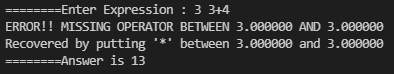 ========Enter Expression : 3 3+4
ERROR!! MISSING OPERATOR BETWEEN 3.000000 AND 3.000000
Recovered by putting '*' between 3.000000 and 3.000000
========Answer is 13